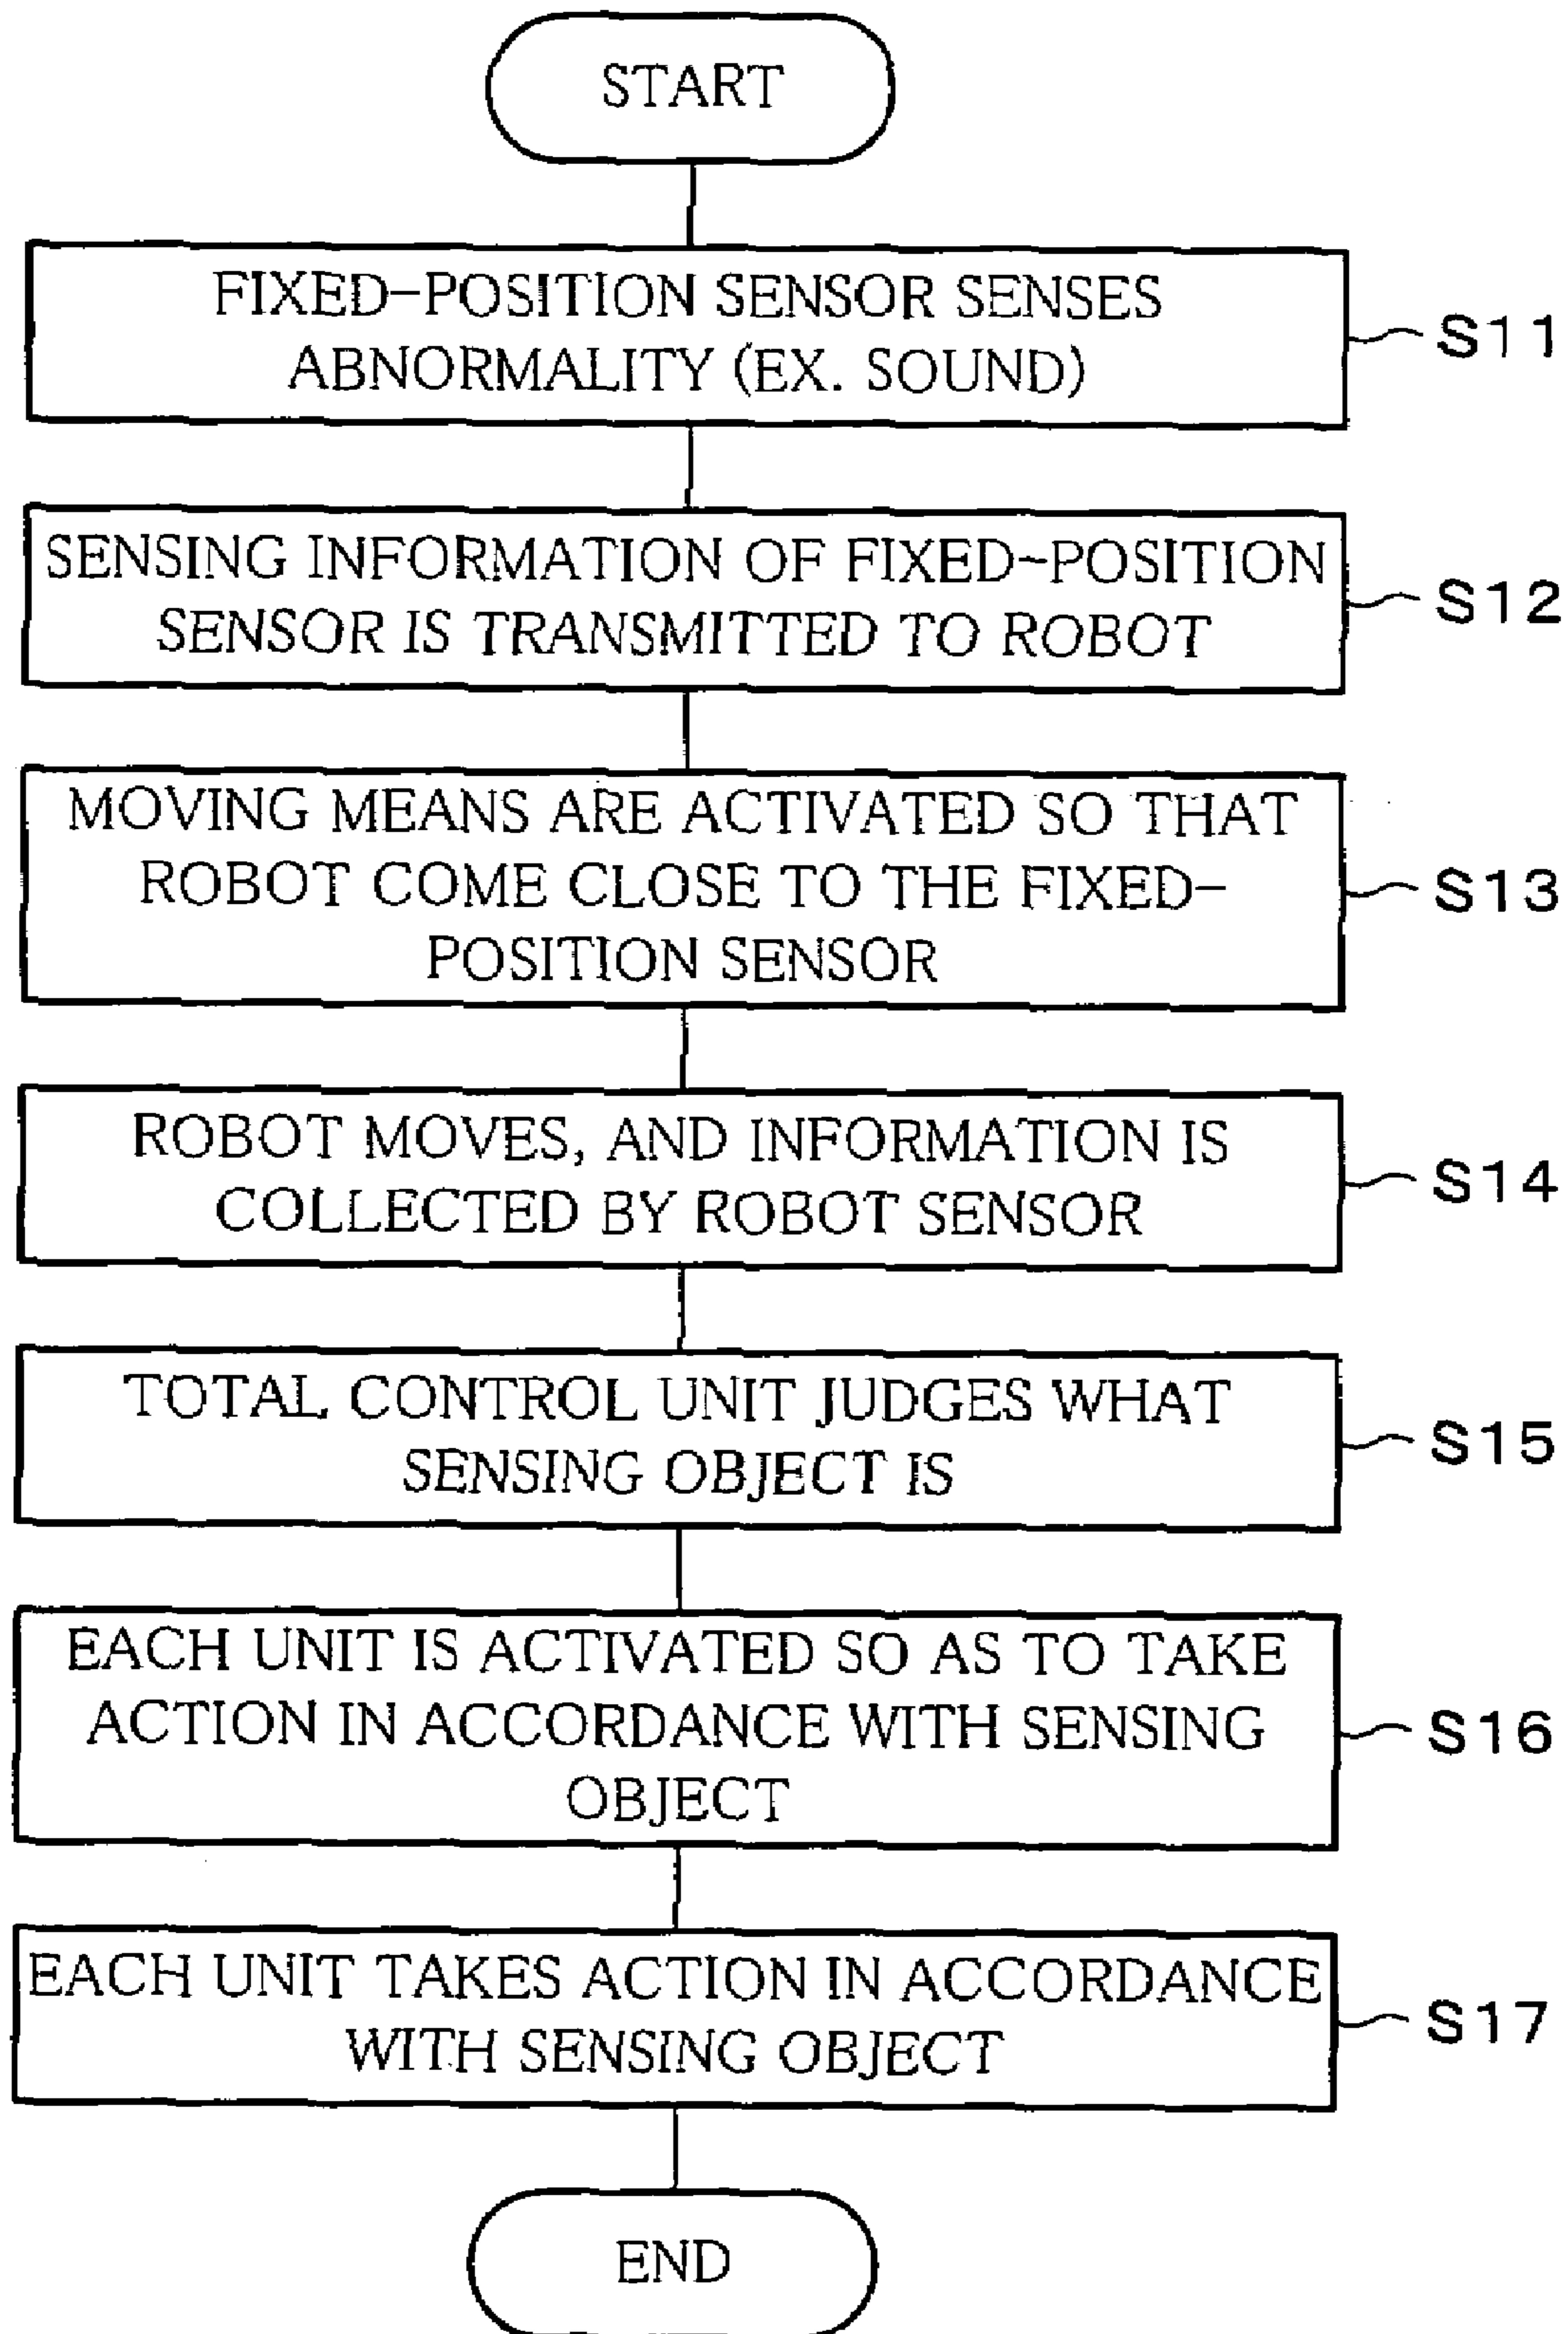 START
FIXED-POSITION SENSOR SENSES
ABNORMALITY (EX. SOUND)
S11
SENSING INFORMATION OF FIXED-POSITION
SENSOR IS TRANSMITTED TO ROBOT
S12
MOVING MEANS ARE ACTIVATED SO THAT
ROBOT COME CLOSE TO THE FIXED-
POSITION SENSOR
S13
ROBOT MOVES, AND INFORMATION IS
COLLECTED BY ROBOT SENSOR
S14
TOTAL CONTROL UNIT JUDGES WHAT
SENSING OBJECT IS
S15
EACH UNIT IS ACTIVATED SO AS TO TAKE
ACTION IN ACCORDANCE WITH SENSING
OBJECT
S16
EACH UNIT TAKES ACTION IN ACCORDANCE
WITH SENSING OBJECT
S17
END